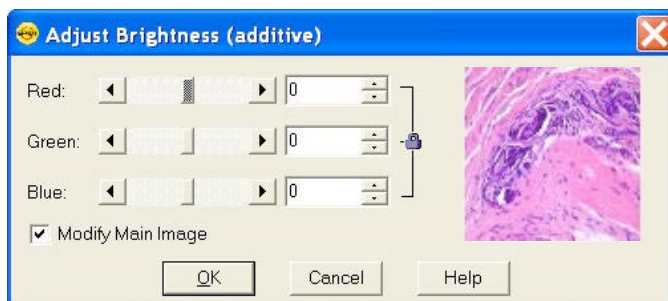 Adjust Brightness (additive)
Red: 0
Green: 0
Blue: 0
Modify Main Image
OK Cancel Help